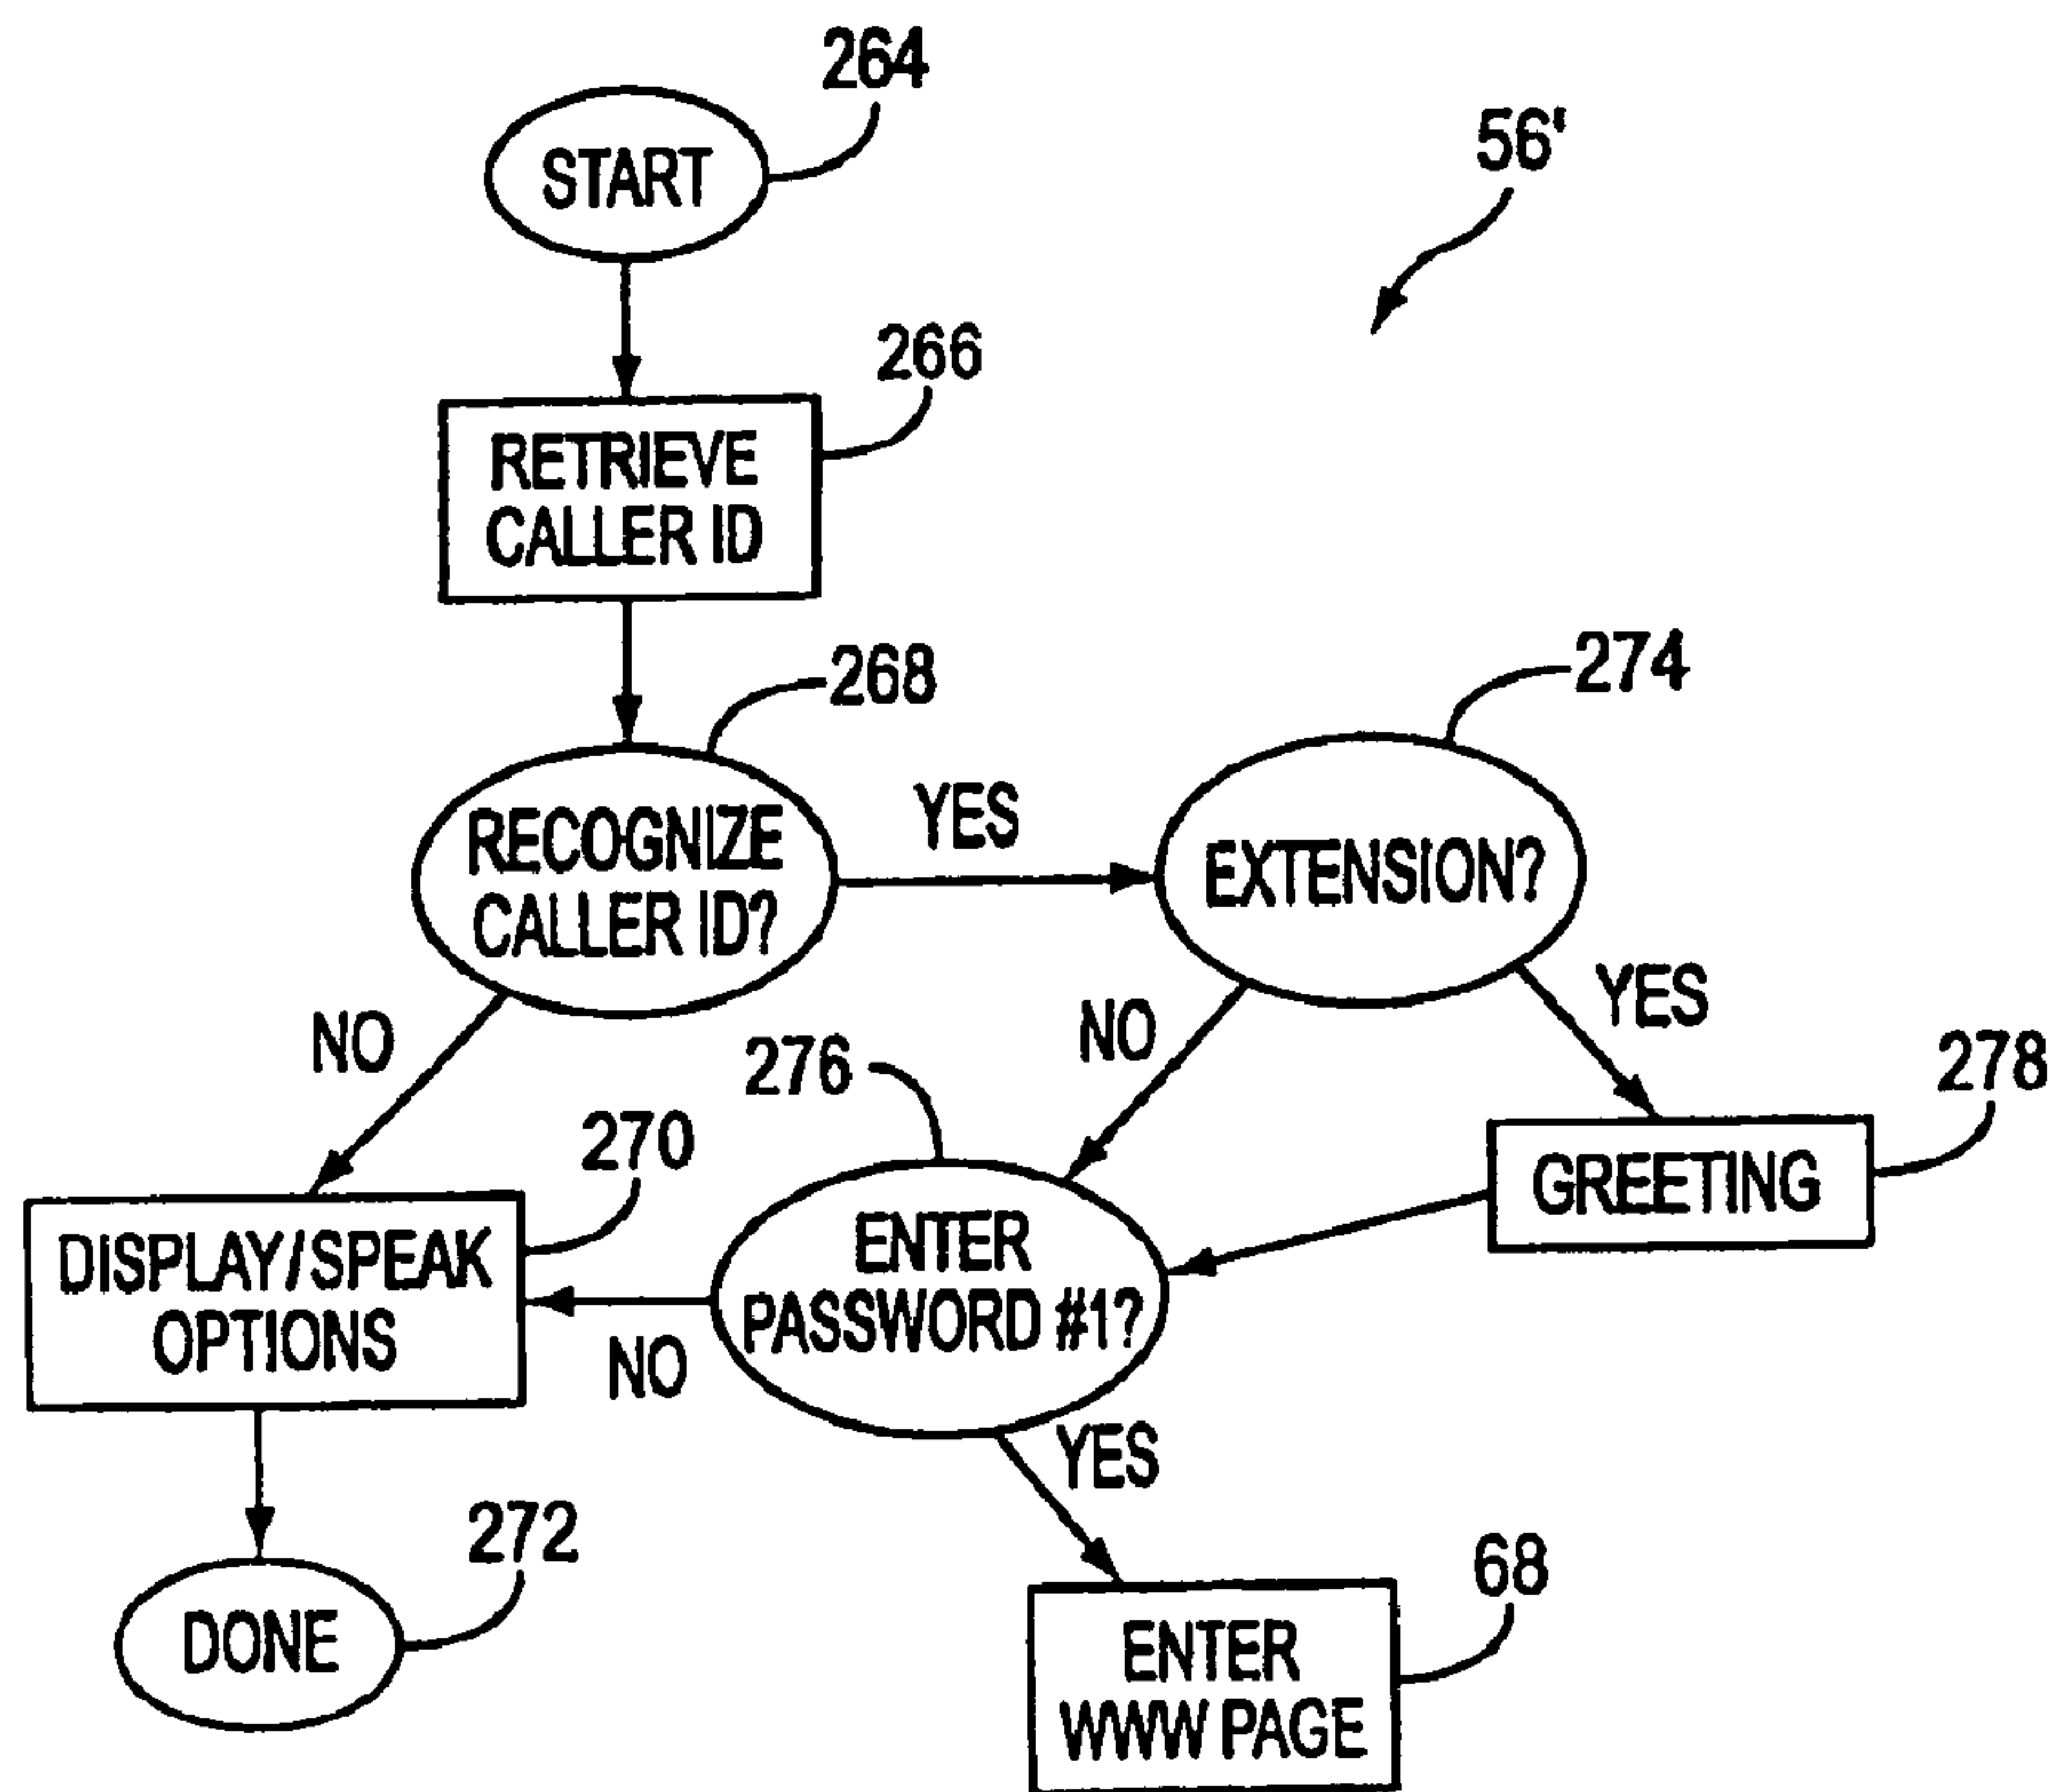 264
START
56'
266
RETRIEVE
CALLER ID
268
274
RECOGNIZE
CALLER ID?
YES
EXTENSION?
NO
276
NO
YES
278
270
GREETING
DISPLAY/SPEAK
OPTIONS
ENTER
PASSWORD #1?
NO
YES
272
DONE
68
ENTER
WWW PAGE